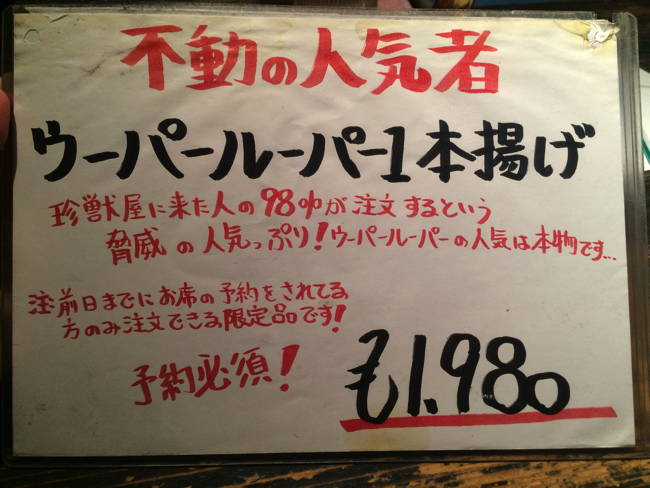 不動の人気者
ウーパールーパー1本揚げ
珍獣屋に来た人の98%が注文するという
脅威の人気っぷり!ウーパールーパーの人気は本物です…
注:前日までにお席の予約をされてる
方のみ注文できる限定品です!
予約必須!
¥1.980